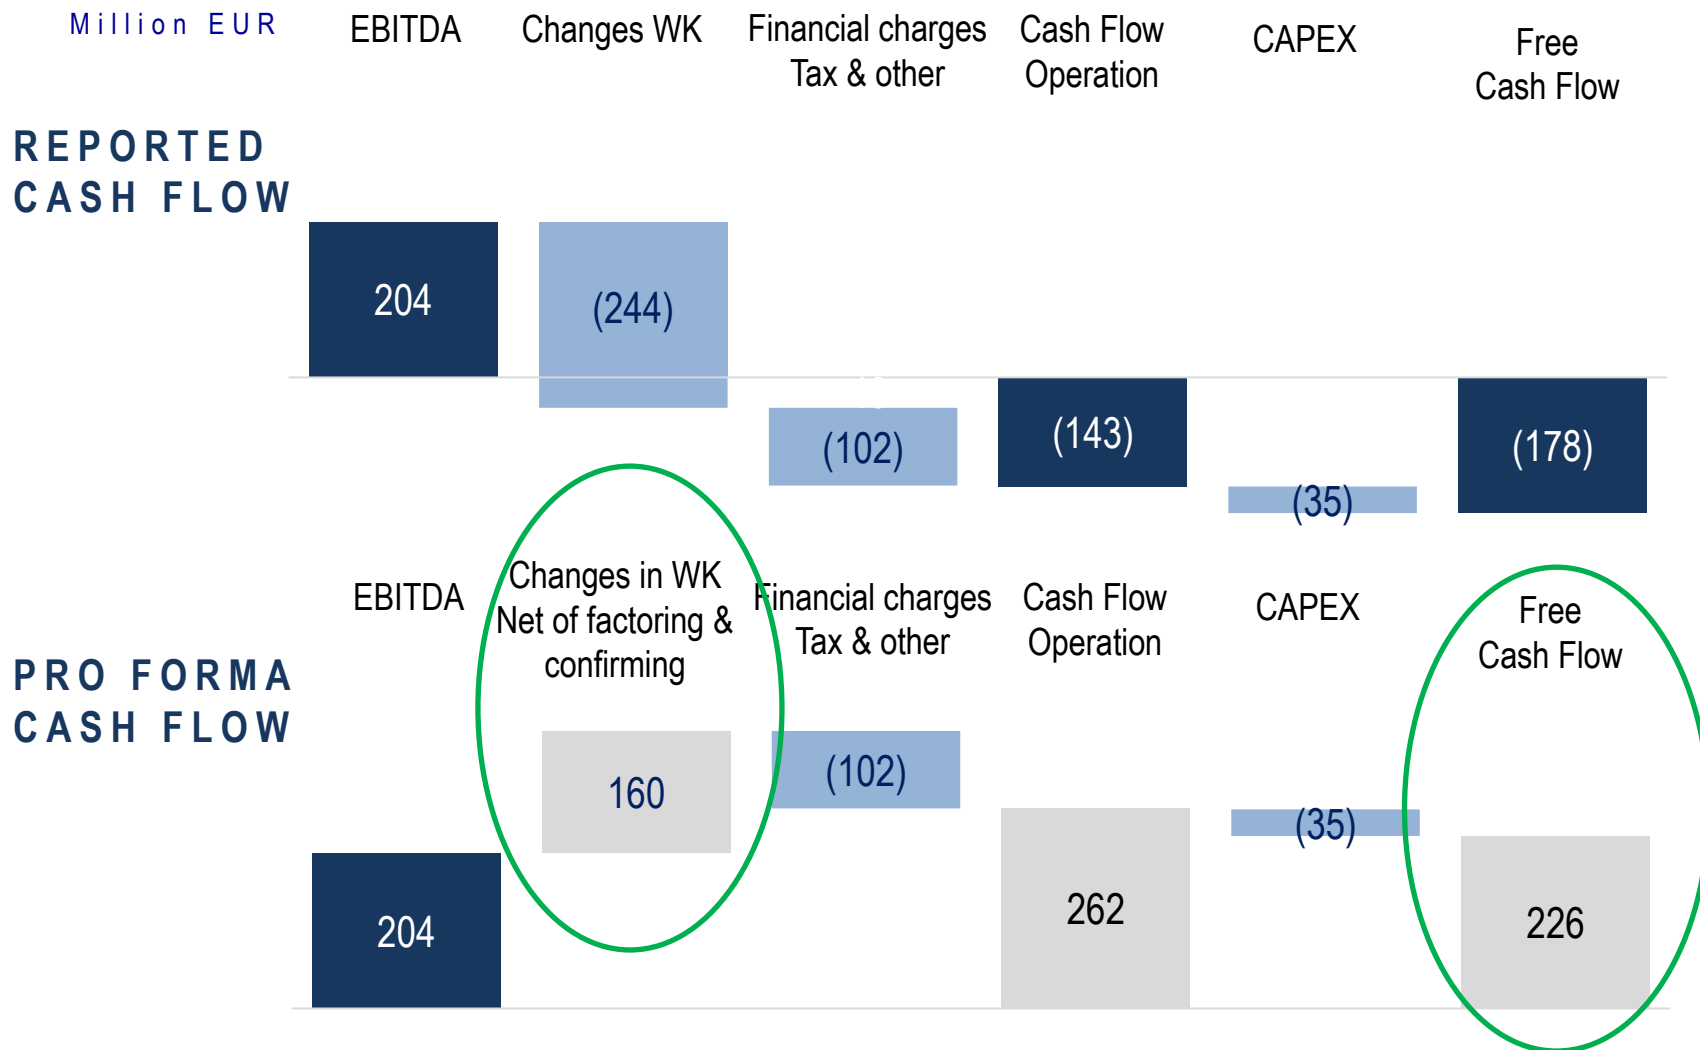 Million EUR
EBITDA
Changes WK
Financial charges
Tax & other
Cash Flow
Operation
CAPEX
Free
Cash Flow
REPORTED
CASH FLOW
204
(244)
(102)
(143)
(35)
(178)
EBITDA
Changes in WK
Net of factoring &
confirming
Financial charges
Tax & other
Cash Flow
Operation
CAPEX
Free
Cash Flow
PRO FORMA
CASH FLOW
204
160
(102)
262
(35)
226